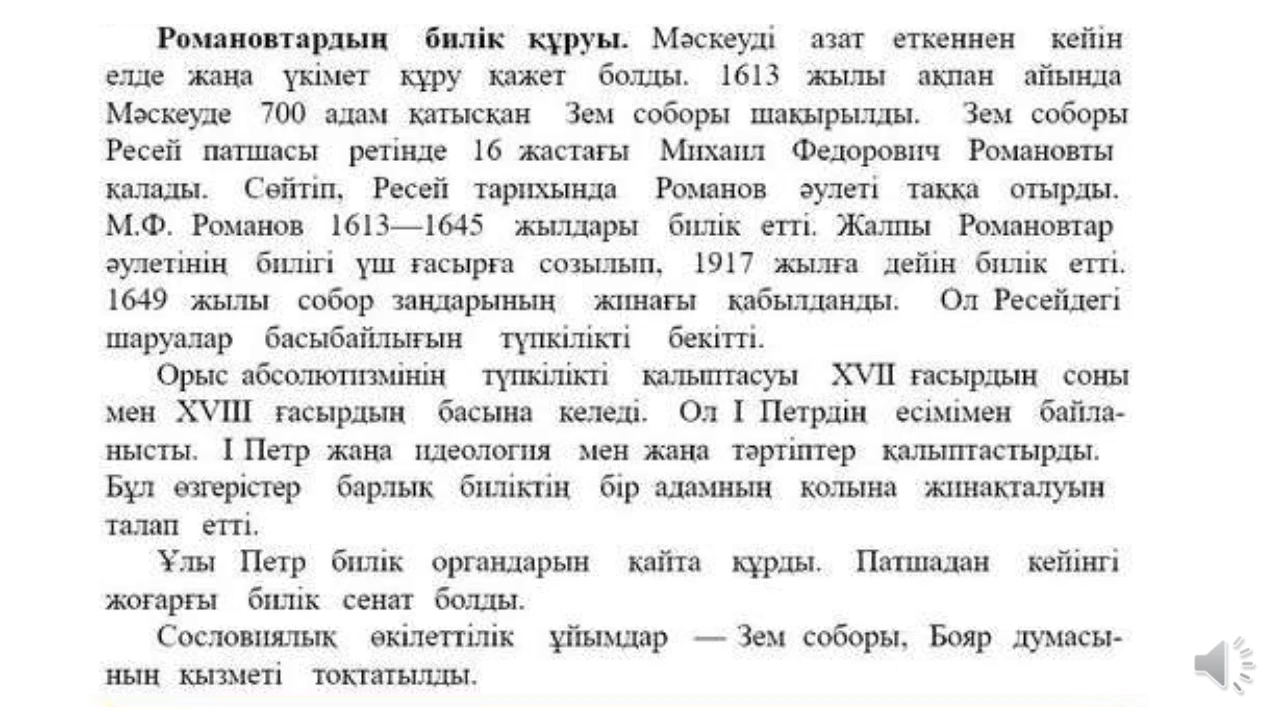 Романовтардың билік құруы. Мәскеуді азат еткеннен кейін
елде жаңа үкімет құру қажет болды. 1613 жылы ақпан айында
Мәскеуде 700 адам қатысқан Зем соборы шақырылды. Зем соборы
Ресей патшасы ретінде 16 жастағы Михаил Федорович Романовты
қалады. Сөйтіп, Ресей тарихында Романов әулеті таққа отырды.
М.Ф. Романов 1613—1645 жылдары билік етті. Жалпы Романовтар
әулетінің билігі үш ғасырға созылып, 1917 жылға дейін билік етті.
1649 жылы собор заңдарының жинағы қабылданды. Ол Ресейдегі
шаруалар басыбайлығын түпкілікті бекітті.
Орыс абсолютизмінің түпкілікті қалыптасуы XVII ғасырдың соңы
мен XVIII ғасырдың басына келеді. Ол I Петрдің есімімен байла-
нысты. I Петр жаңа идеология мен жаңа тәртіптер қалыптастырды.
Бұл өзгерістер барлық биліктің бір адамның қолына жинақталуын
талап етті.
Ұлы Петр билік органдарын қайта құрды. Патшадан кейінгі
жоғарғы билік сенат болды.
Сословиялық өкілеттілік ұйымдар — Зем соборы, Бояр думасы-
ның қызметі тоқтатылды.